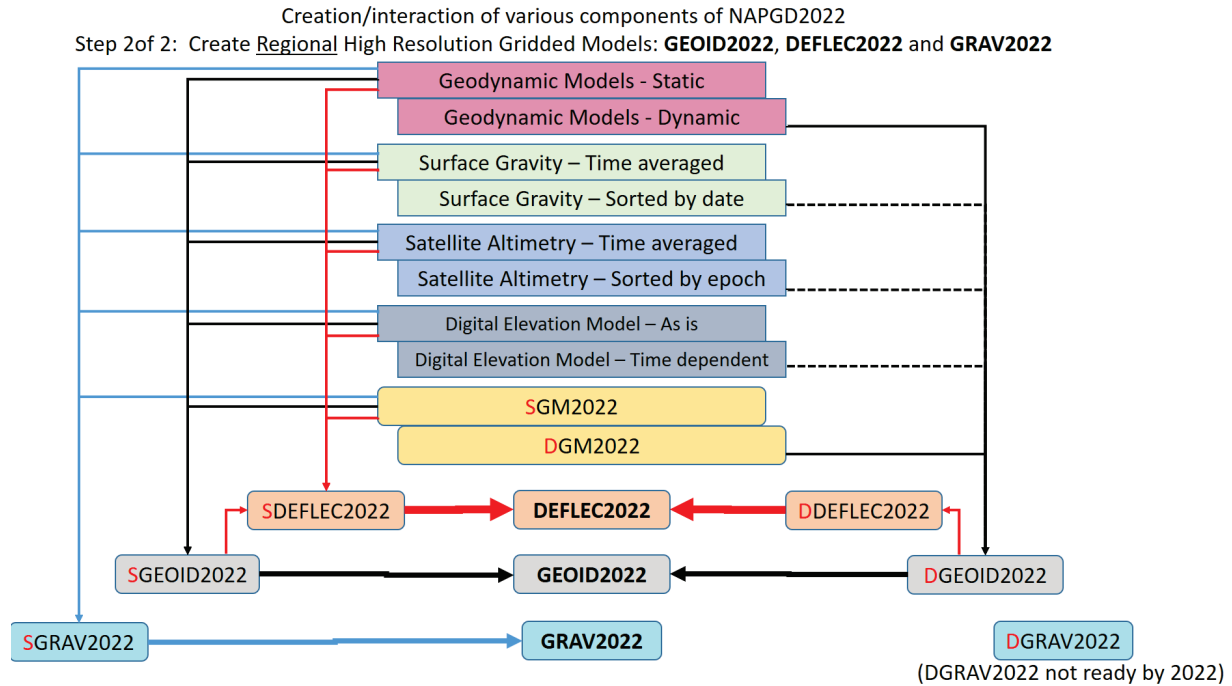 Creation/interaction of various components of NAPGD2022
Step 2of 2: Create Regional High Resolution Gridded Models: GEOID2022, DEFLEC2022 and GRAV2022
Geodynamic Models - Static
Geodynamic Models - Dynamic
Surface Gravity – Time averaged
Surface Gravity – Sorted by date
Satellite Altimetry – Time averaged
Satellite Altimetry – Sorted by epoch
Digital Elevation Model – As is
Digital Elevation Model – Time dependent
SGM2022
DGM2022
SDEFLEC2022
DEFLEC2022
DDEFLEC2022
SGEOID2022
GEOID2022
DGEOID2022
SGRAV2022
GRAV2022
DGRAV2022
(DGRAV2022 not ready by 2022)